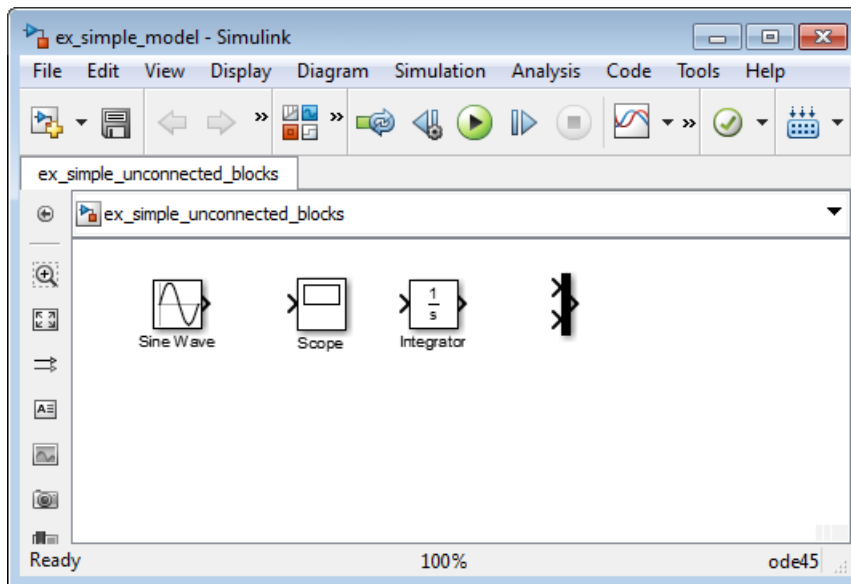 ex_simple_model - Simulink
File Edit View Display Diagram Simulation Analysis Code Tools Help
ex_simple_unconnected_blocks
ex_simple_unconnected_blocks
1
s
Sine Wave Scope Integrator
Ready 100% ode45